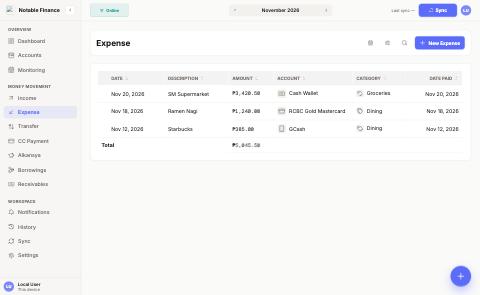 Notable Finance
Online
November 2026
Last sync —
Sync
LU
OVERVIEW
Dashboard
Accounts
Monitoring
MONEY MOVEMENT
Income
Expense
Transfer
CC Payment
Alkansya
Borrowings
Receivables
WORKSPACE
Notifications
History
Sync
Settings
LU
Local User
This device
Expense
New Expense
DATE DESCRIPTION AMOUNT ACCOUNT CATEGORY DATE PAID
Nov 20, 2026 SM Supermarket ₱3,420.50 Cash Wallet Groceries Nov 20, 2026
Nov 18, 2026 Ramen Nagi ₱1,240.00 RCBC Gold Mastercard Dining Nov 18, 2026
Nov 12, 2026 Starbucks ₱385.00 GCash Dining Nov 12, 2026
Total ₱5,045.50